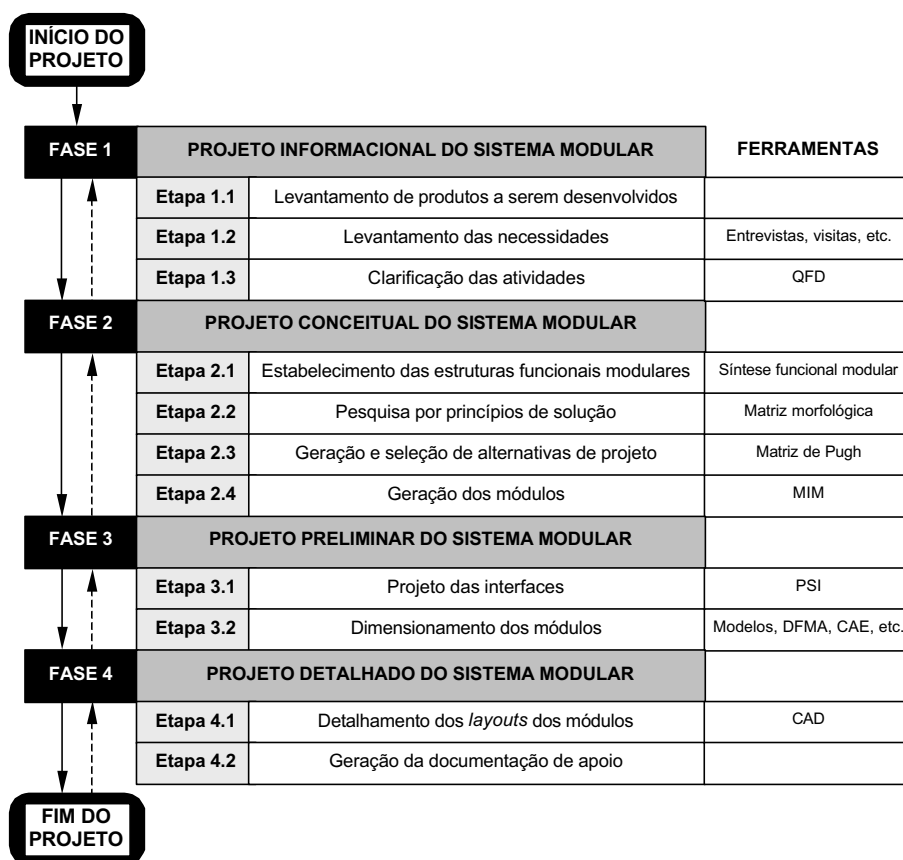 INÍCIO DO
PROJETO
FASE 1 PROJETO INFORMACIONAL DO SISTEMA MODULAR FERRAMENTAS
Etapa 1.1 Levantamento de produtos a serem desenvolvidos
Etapa 1.2 Levantamento das necessidades Entrevistas, visitas, etc.
Etapa 1.3 Clarificação das atividades QFD
FASE 2 PROJETO CONCEITUAL DO SISTEMA MODULAR
Etapa 2.1 Estabelecimento das estruturas funcionais modulares Síntese funcional modular
Etapa 2.2 Pesquisa por princípios de solução Matriz morfológica
Etapa 2.3 Geração e seleção de alternativas de projeto Matriz de Pugh
Etapa 2.4 Geração dos módulos MIM
FASE 3 PROJETO PRELIMINAR DO SISTEMA MODULAR
Etapa 3.1 Projeto das interfaces PSI
Etapa 3.2 Dimensionamento dos módulos Modelos, DFMA, CAE, etc.
FASE 4 PROJETO DETALHADO DO SISTEMA MODULAR
Etapa 4.1 Detalhamento dos layouts dos módulos CAD
Etapa 4.2 Geração da documentação de apoio
FIM DO
PROJETO